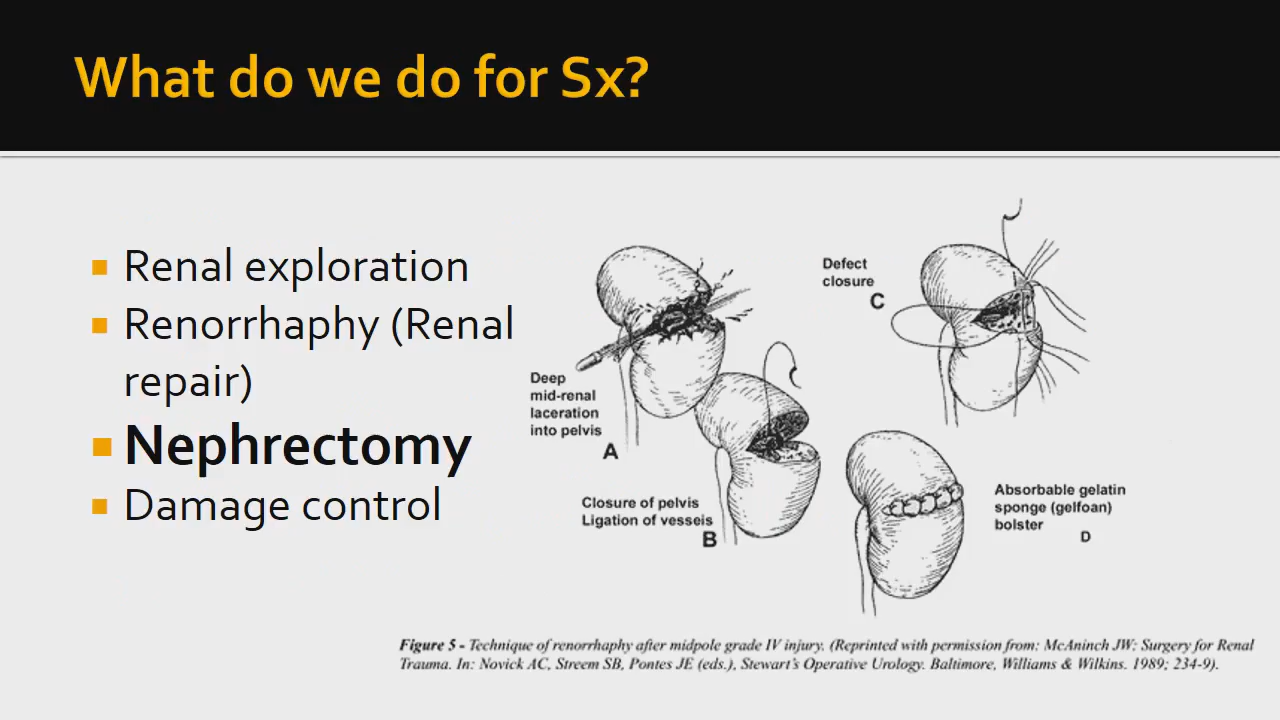 What do we do for Sx?
Renal exploration
Renorrhaphy (Renal
repair)
Nephrectomy
Damage control
Deep
mid-renal
laceration
into pelvis
A
Closure of pelvis
Ligation of vesseis
B
Defect
closure
C
Absorbable gelatin
sponge (gelfoan)
bolster
D
Figure 5 - Technique of renorrhaphy after midpole grade IV injury. (Reprinted with permission from: McAninch JW: Surgery for Renal
Trauma. In: Novick AC, Streem SB, Pontes JE (eds.), Stewart's Operative Urology. Baltimore, Williams & Wilkins. 1989; 234-9).